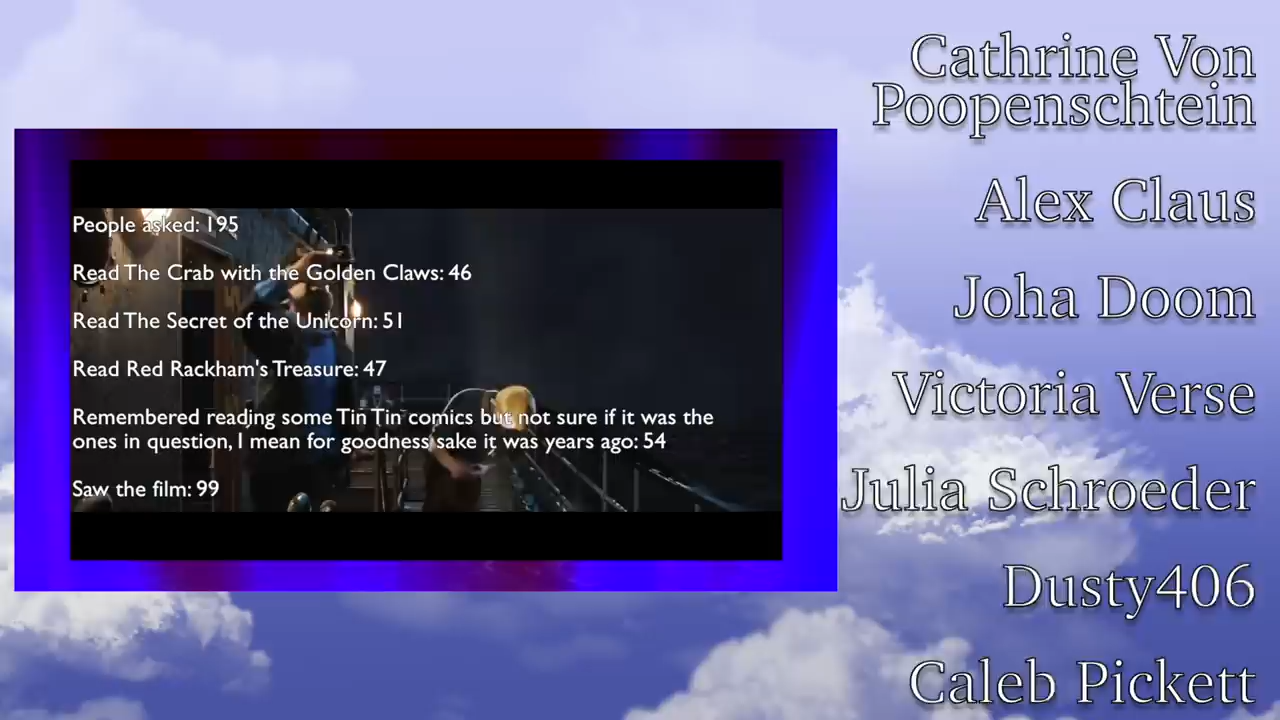 People asked: 195
Read The Crab with the Golden Claws: 46
Read The Secret of the Unicorn: 51
Read Red Rackham's Treasure: 47
Remembered reading some Tin Tin comics but not sure if it was the
ones in question, I mean for goodness sake it was years ago: 54
Saw the film: 99
Cathrine Von
Poopenschtein
Alex Claus
Joha Doom
Victoria Verse
Julia Schroeder
Dusty406
Caleb Pickett